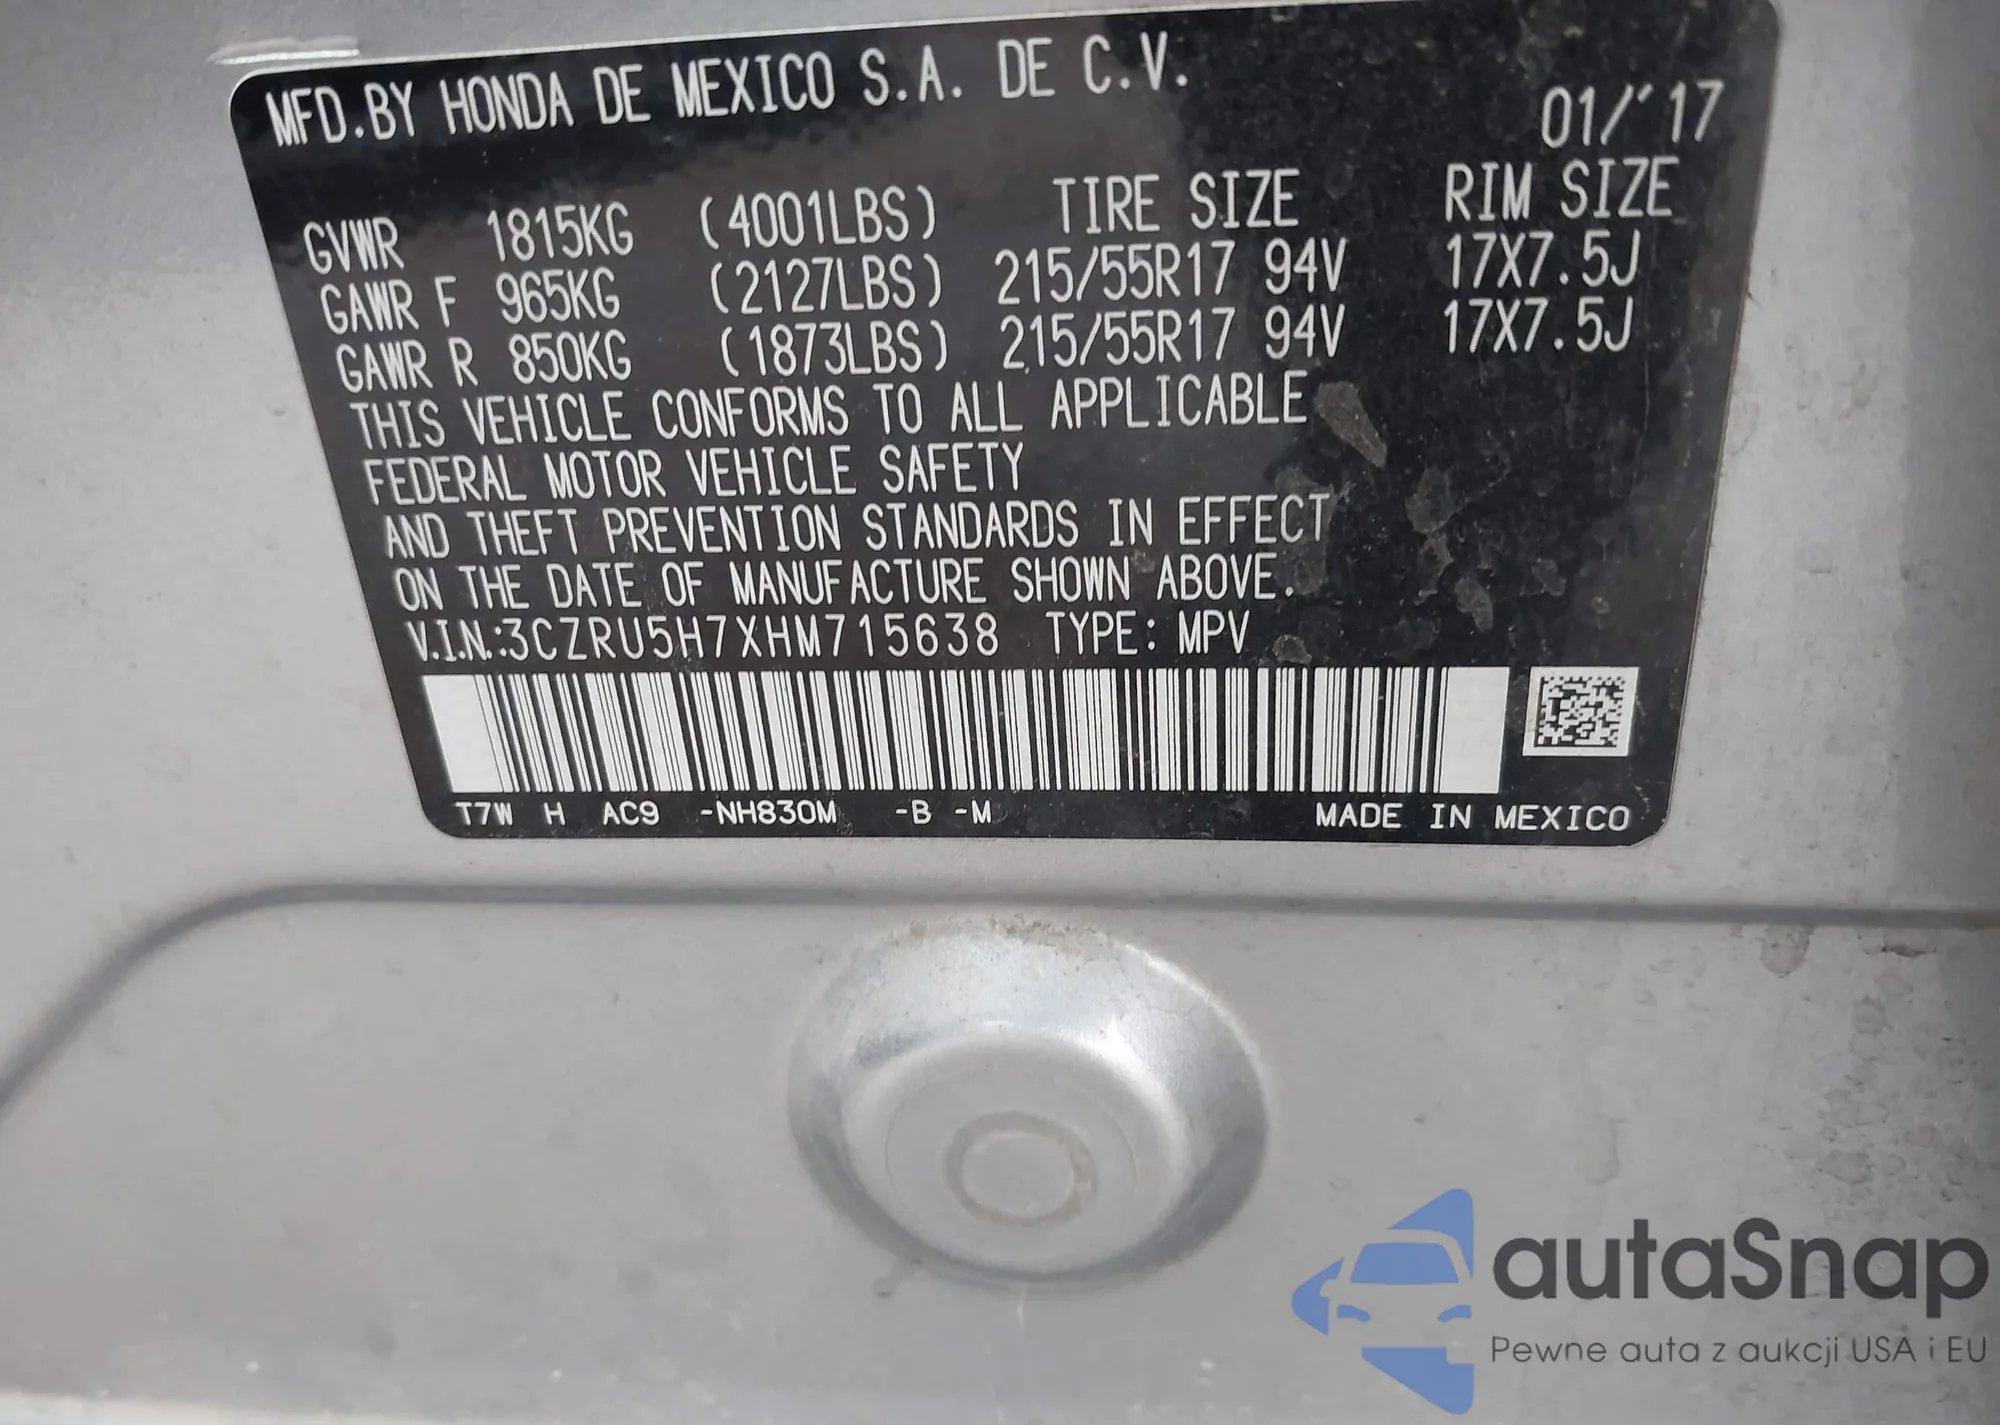 MFD.BY HONDA DE MEXICO S.A. DE C.V.
01/'17
GVWR 1815KG (4001LBS) TIRE SIZE RIM SIZE
GAWR F 965KG (2127LBS) 215/55R17 94V 17X7.5J
GAWR R 850KG (1873LBS) 215/55R17 94V 17X7.5J
THIS VEHICLE CONFORMS TO ALL APPLICABLE
FEDERAL MOTOR VEHICLE SAFETY
AND THEFT PREVENTION STANDARDS IN EFFECT
ON THE DATE OF MANUFACTURE SHOWN ABOVE.
V.I.N.:3CZRU5H7XHM715638 TYPE: MPV
T7W H AC9 -NH830M -B -M MADE IN MEXICO
autaSnap
Pewne auta z aukcji USA i EU